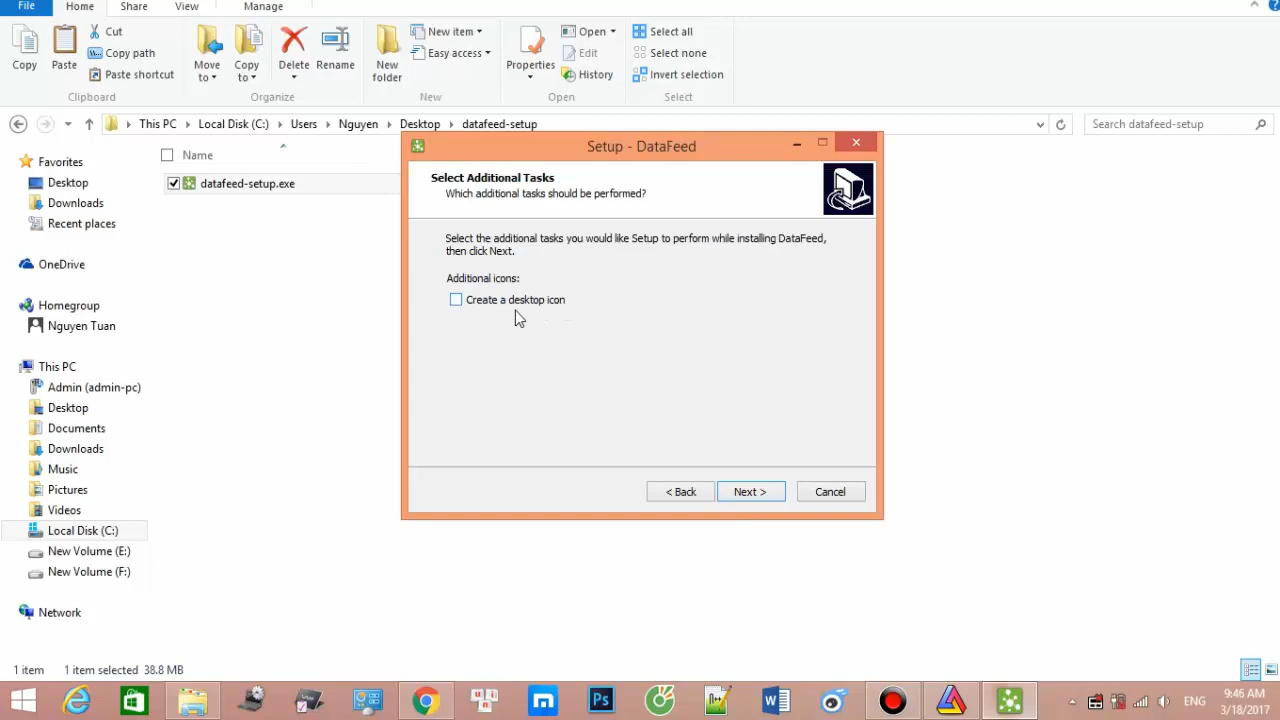 File Home Share View Manage
Cut
Copy path
Paste shortcut
Copy Paste
Clipboard
Move to Copy to Delete Rename
Organize
New item
Easy access
New folder
New
Open
Edit
History
Properties
Open
Select all
Select none
Invert selection
Select
This PC Local Disk (C:) Users Nguyen Desktop datafeed-setup
Search datafeed-setup
Favorites
Desktop
Downloads
Recent places
OneDrive
Homegroup
Nguyen Tuan
This PC
Admin (admin-pc)
Desktop
Documents
Downloads
Music
Pictures
Videos
Local Disk (C:)
New Volume (E:)
New Volume (F:)
Network
Name
datafeed-setup.exe
Setup - DataFeed
Select Additional Tasks
Which additional tasks should be performed?
Select the additional tasks you would like Setup to perform while installing DataFeed,
then click Next.
Additional icons:
Create a desktop icon
< Back Next > Cancel
1 item 1 item selected 38.8 MB
Ps
ENG
9:46 AM
3/18/2017